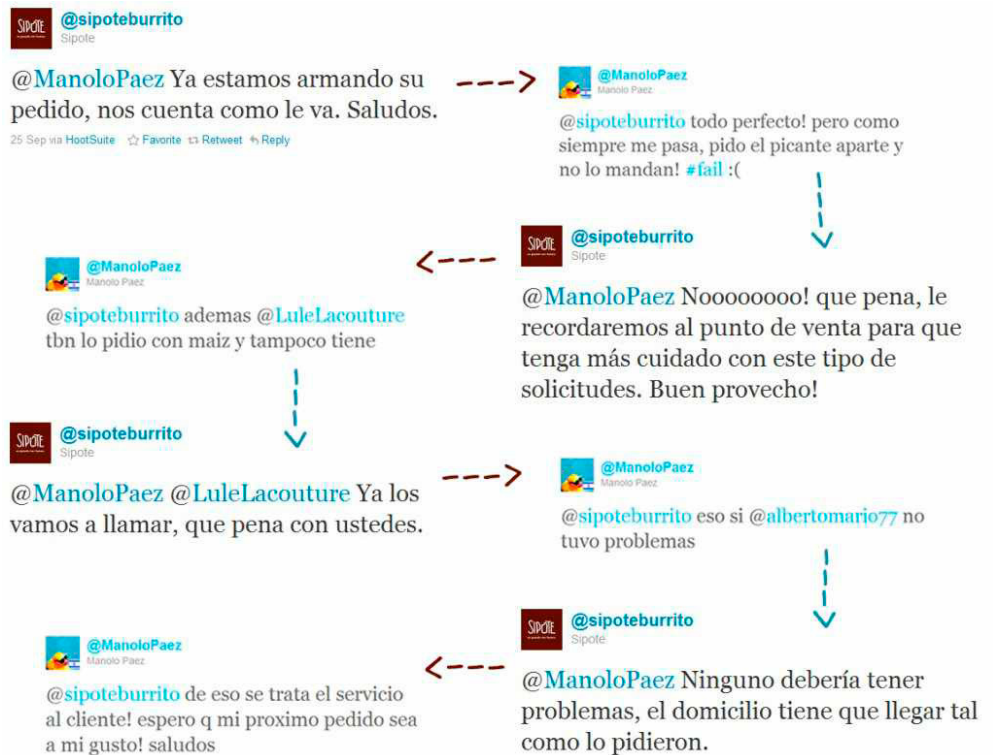 SIPOTE
@sipoteburrito
Sipote
@ManoloPaez Ya estamos armando su
pedido, nos cuenta como le va. Saludos.
25 Sep via HootSuite Favorite Retweet Reply
@ManoloPaez
Manolo Paez
@sipoteburrito todo perfecto! pero como
siempre me pasa, pido el picante aparte y
no lo mandan! #fail :(
SIPOTE
@sipoteburrito
Sipote
@ManoloPaez Noooooooo! que pena, le
recordaremos al punto de venta para que
tenga más cuidado con este tipo de
solicitudes. Buen provecho!
@ManoloPaez
Manolo Paez
@sipoteburrito ademas @LuleLacouture
tbn lo pidio con maiz y tampoco tiene
SIPOTE
@sipoteburrito
Sipote
@ManoloPaez @LuleLacouture Ya los
vamos a llamar, que pena con ustedes.
@ManoloPaez
Manolo Paez
@sipoteburrito eso si @albertomario77 no
tuvo problemas
SIPOTE
@sipoteburrito
Sipote
@ManoloPaez Ninguno debería tener
problemas, el domicilio tiene que llegar tal
como lo pidieron.
@ManoloPaez
Manolo Paez
@sipoteburrito de eso se trata el servicio
al cliente! espero q mi proximo pedido sea
a mi gusto! saludos